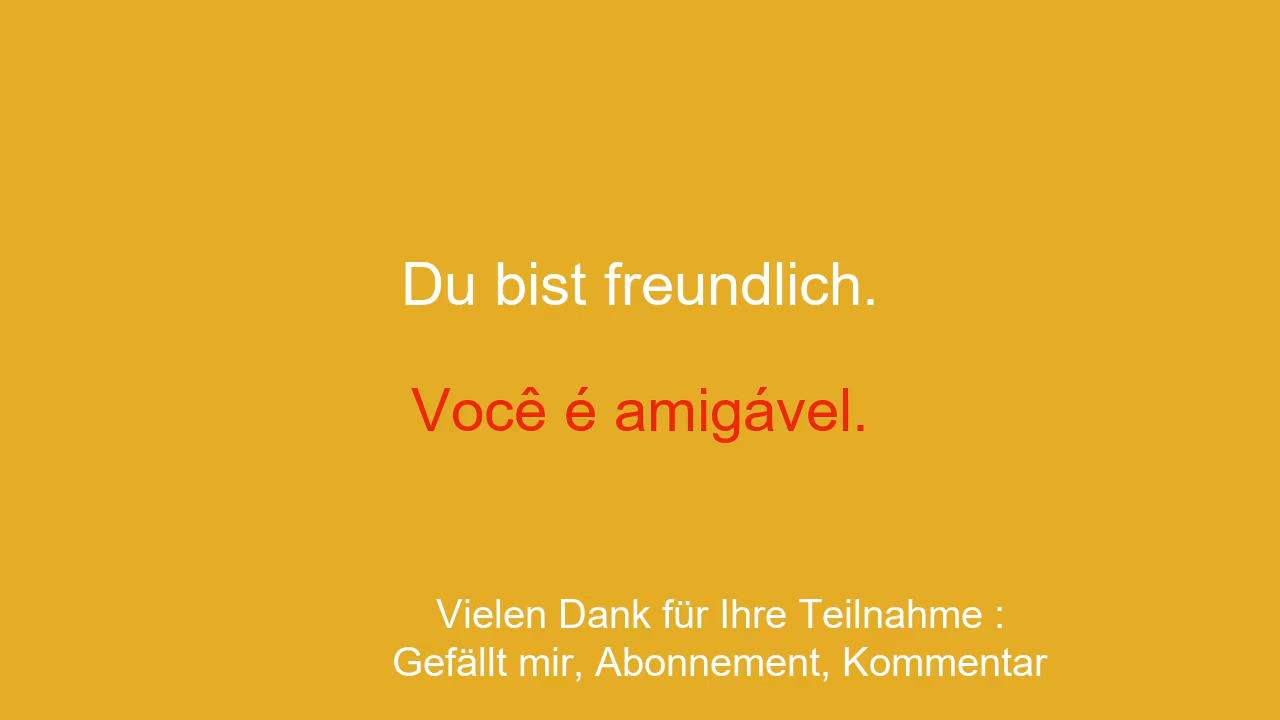 Du bist freundlich.
Você é amigável.
Vielen Dank für Ihre Teilnahme :
Gefällt mir, Abonnement, Kommentar